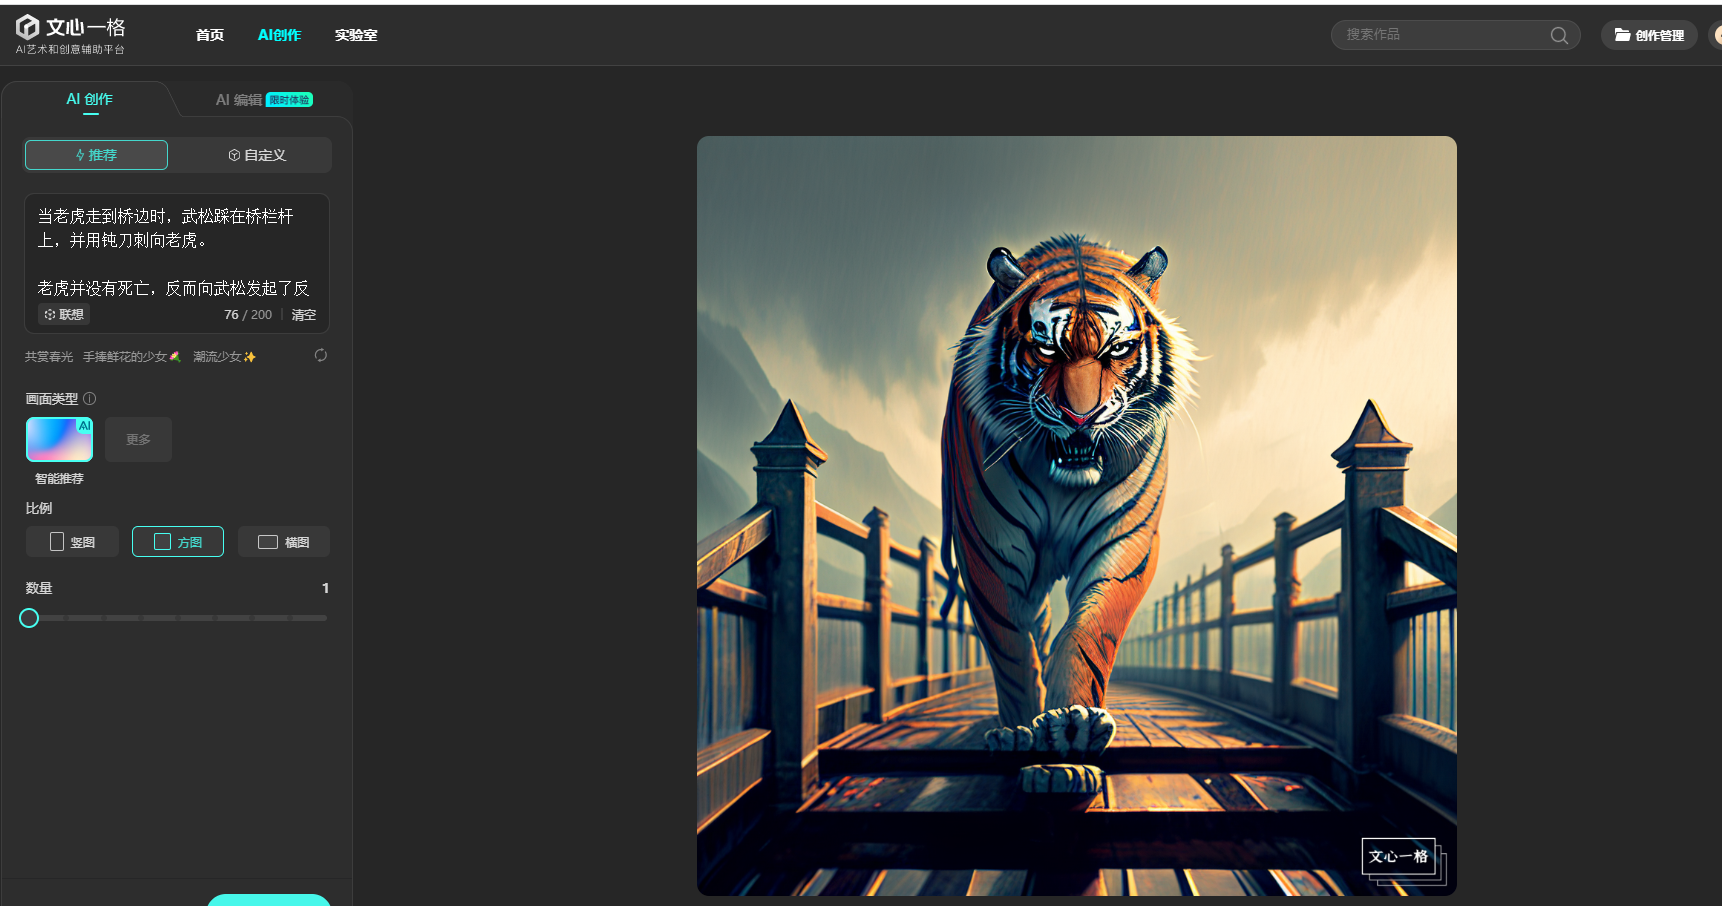 文心一格
AI艺术和创意辅助平台
首页
AI创作
实验室
搜索作品
创作管理
AI 创作
AI 编辑
限时体验
推荐
自定义
当老虎走到桥边时，武松踩在桥栏杆
上，并用钝刀刺向老虎。
老虎并没有死亡，反而向武松发起了反
联想
76 / 200
清空
共赏春光
手捧鲜花的少女
潮流少女
画面类型
AI
更多
智能推荐
比例
竖图
方图
横图
数量
1
文心一格